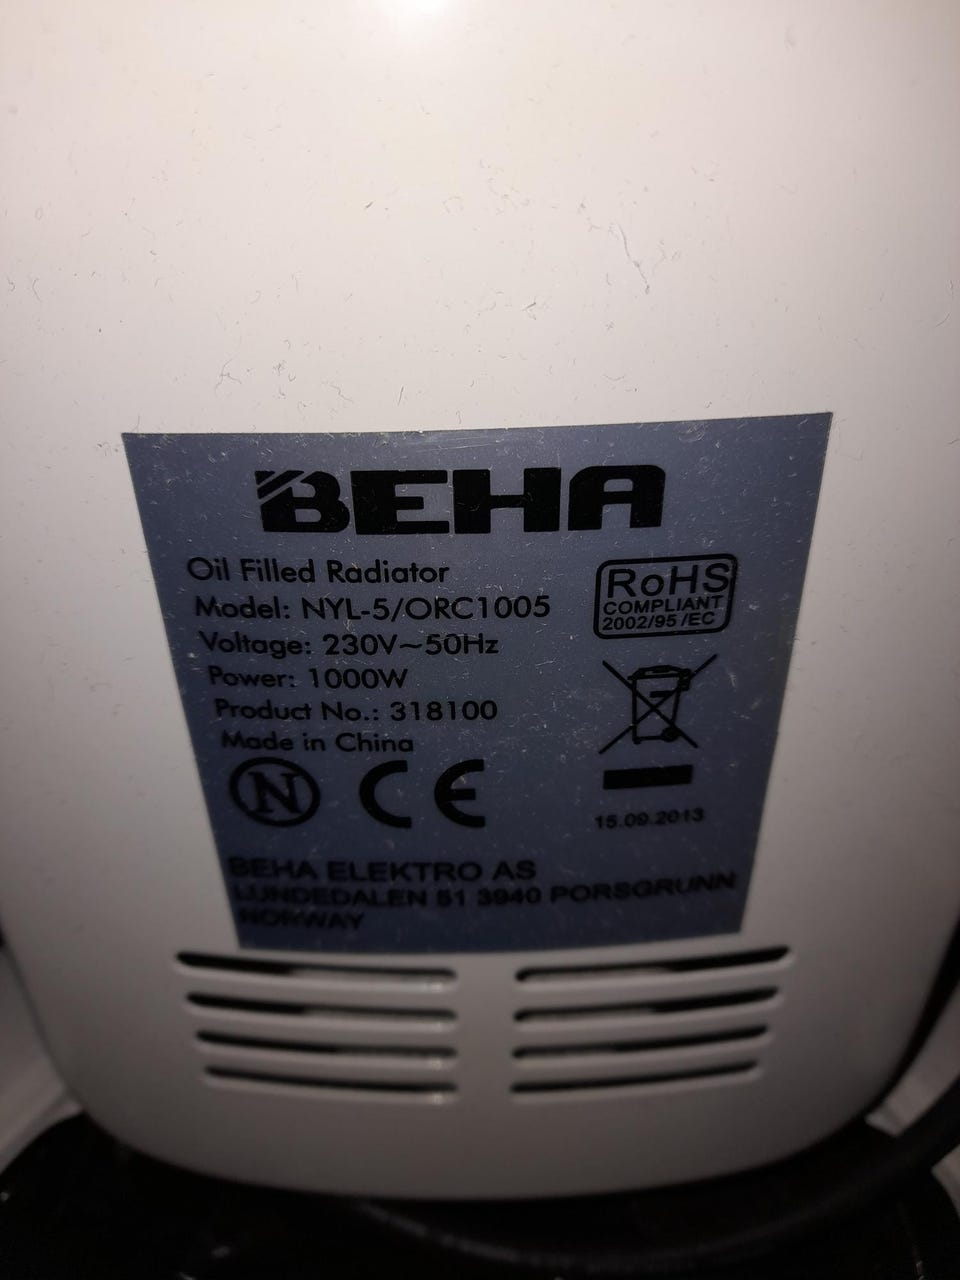 BEHA
Oil Filled Radiator
Model: NYL-5/ORC1005
Voltage: 230V~50Hz
Power: 1000W
Product No.: 318100
Made in China
RoHS
COMPLIANT
2002/95/EC
N CE
15.09.2013
BEHA ELEKTRO AS
LUNDEDALEN 51 3940 PORSGRUNN
NORWAY